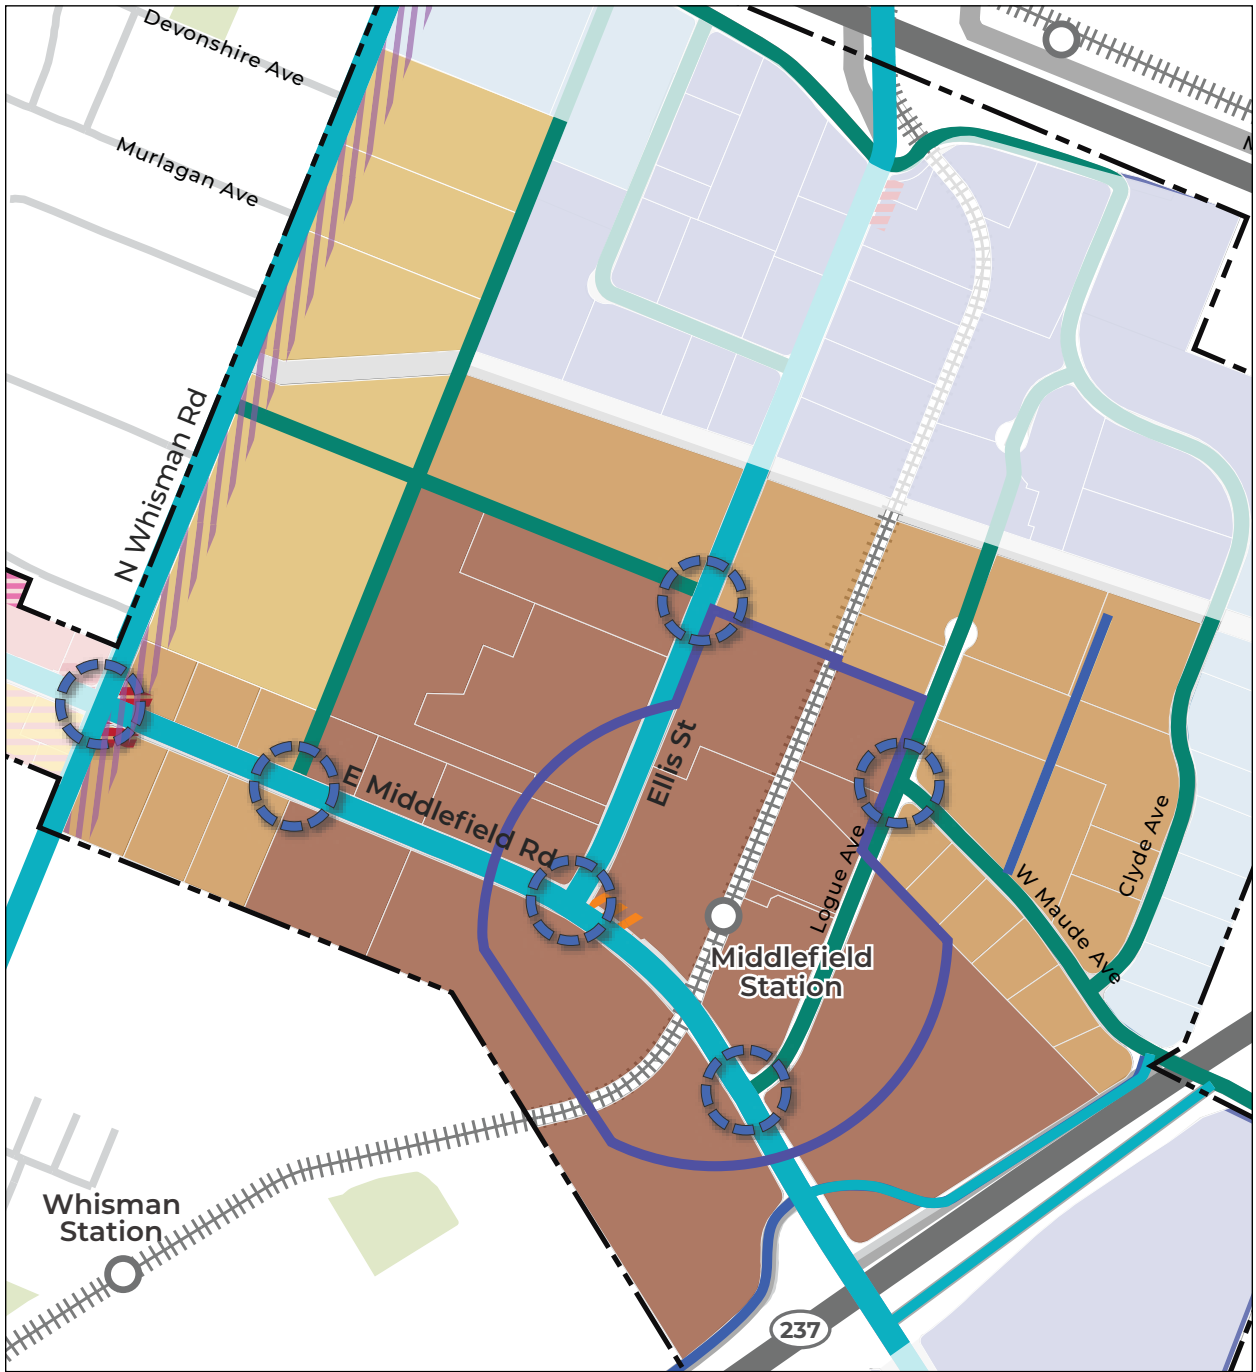 Devonshire Ave
Murlagan Ave
N Whisman Rd
E Middlefield Rd
Ellis St
Logue Ave
W Maude Ave
Clyde Ave
Middlefield
Station
Whisman
Station
237